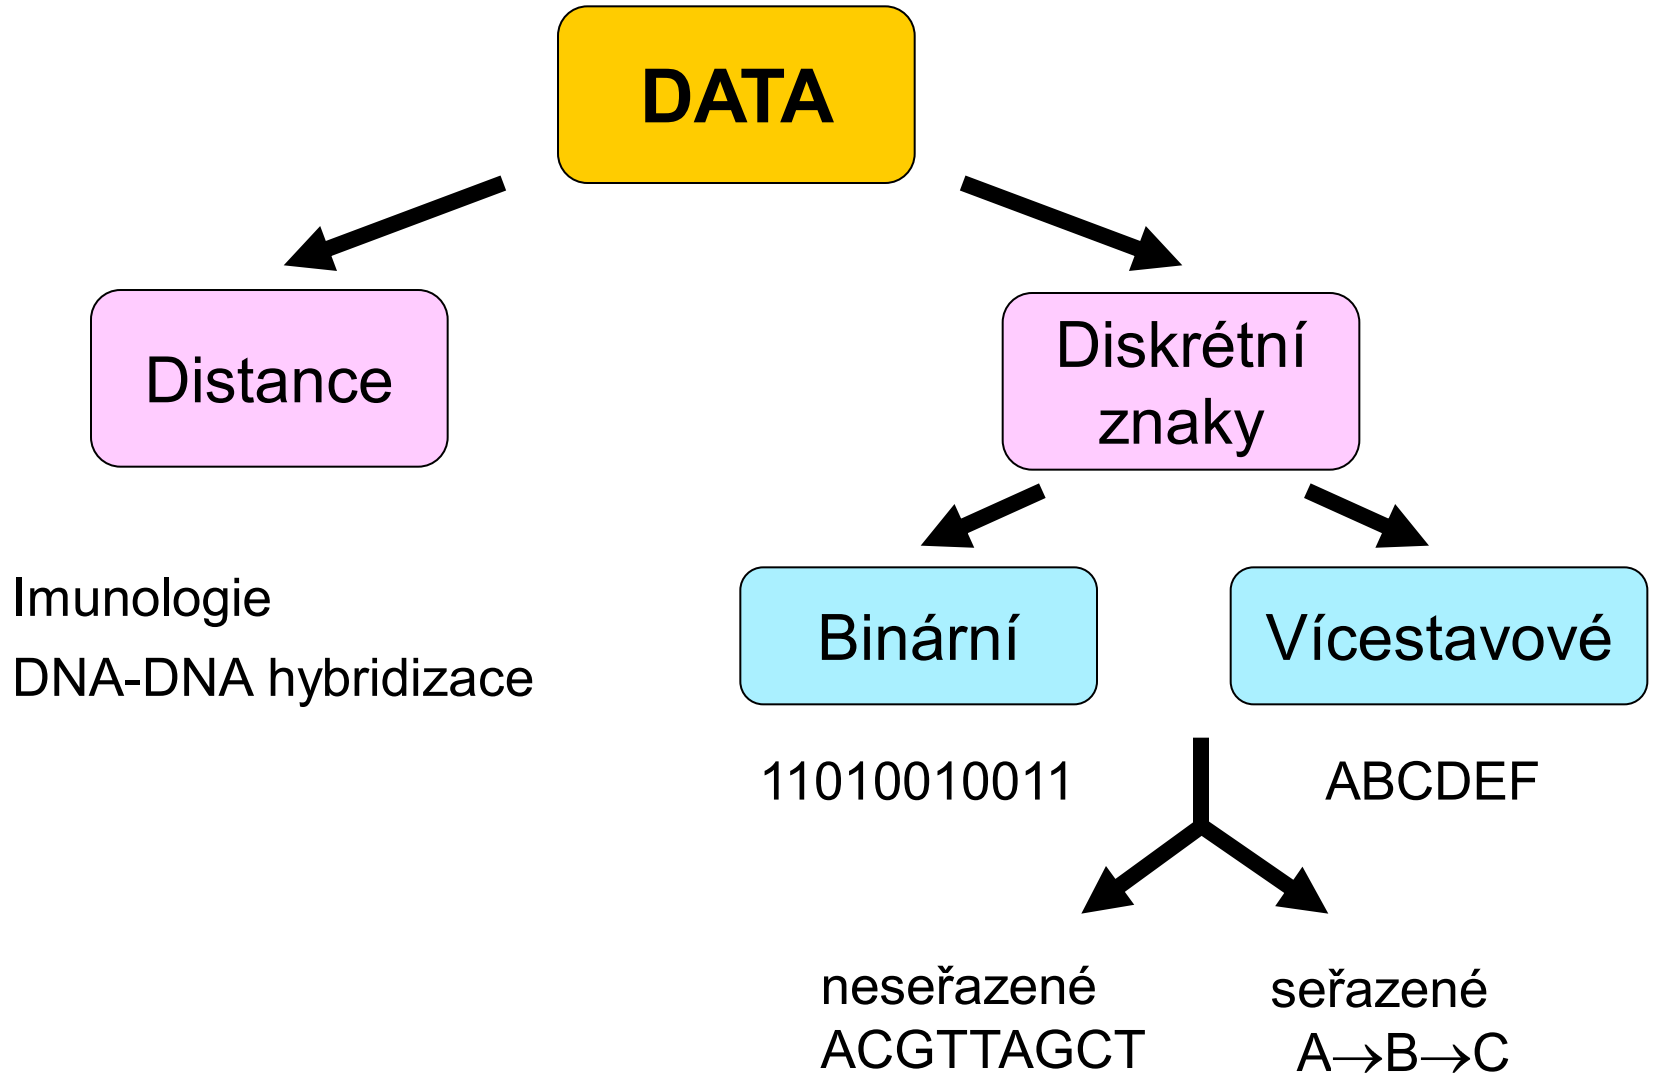 DATA
Distance
Diskrétní
znaky
Imunologie
DNA-DNA hybridizace
Binární
Vícestavové
11010010011
ABCDEF
neseřazené
ACGTTAGCT
seřazené
A→B→C